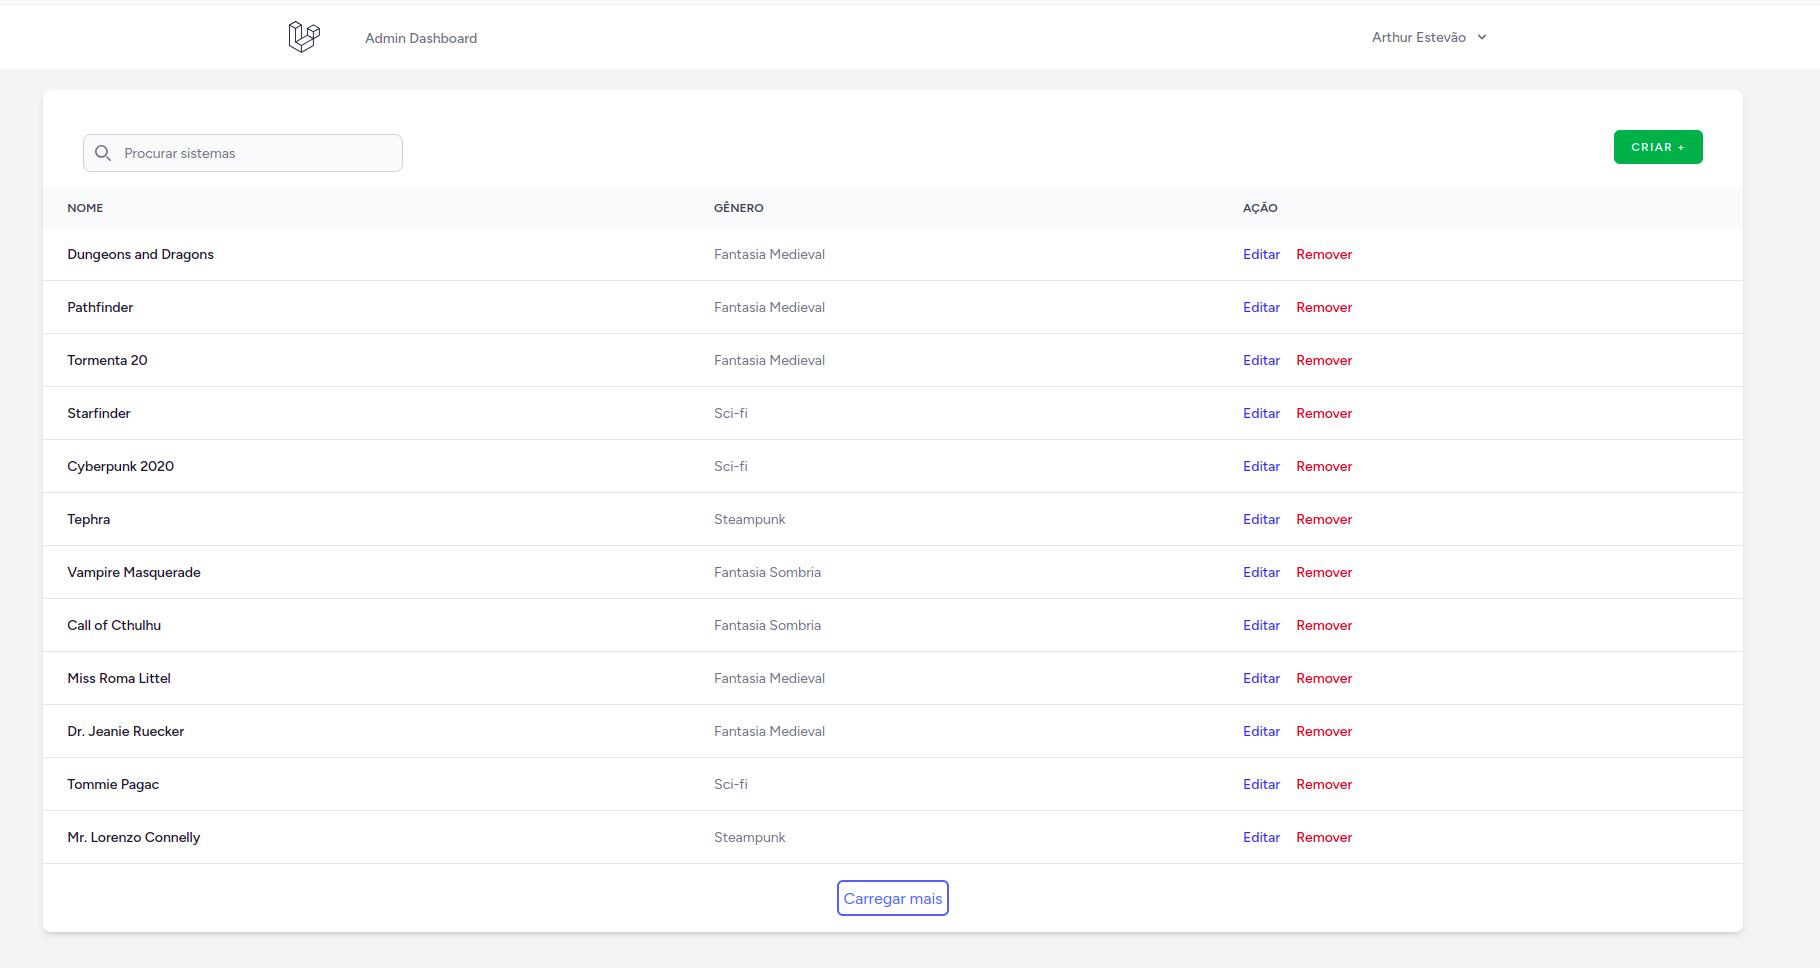 Admin Dashboard Arthur Estevão
Procurar sistemas CRIAR +
NOME GÊNERO AÇÃO
Dungeons and Dragons Fantasia Medieval Editar Remover
Pathfinder Fantasia Medieval Editar Remover
Tormenta 20 Fantasia Medieval Editar Remover
Starfinder Sci-fi Editar Remover
Cyberpunk 2020 Sci-fi Editar Remover
Tephra Steampunk Editar Remover
Vampire Masquerade Fantasia Sombria Editar Remover
Call of Cthulhu Fantasia Sombria Editar Remover
Miss Roma Littel Fantasia Medieval Editar Remover
Dr. Jeanie Ruecker Fantasia Medieval Editar Remover
Tommie Pagac Sci-fi Editar Remover
Mr. Lorenzo Connelly Steampunk Editar Remover
Carregar mais